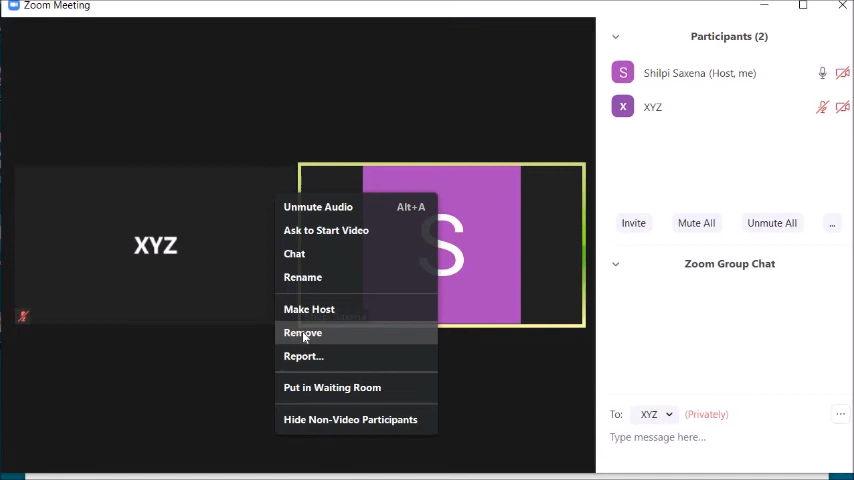 Zoom Meeting
Participants (2)
S Shilpi Saxena (Host, me)
X XYZ
XYZ
S
Unmute Audio Alt+A
Ask to Start Video
Chat
Rename
Make Host
Remove
Report...
Put in Waiting Room
Hide Non-Video Participants
Invite Mute All Unmute All ...
Zoom Group Chat
To: XYZ (Privately) ...
Type message here...